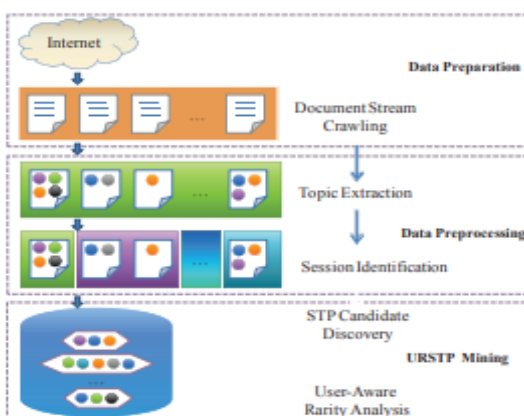 Internet
Data Preparation
Document Stream
Crawling
...
Topic Extraction
...
Data Preprocessing
Session Identification
...
STP Candidate
Discovery
URSTP Mining
...
User-Aware
Rarity Analysis